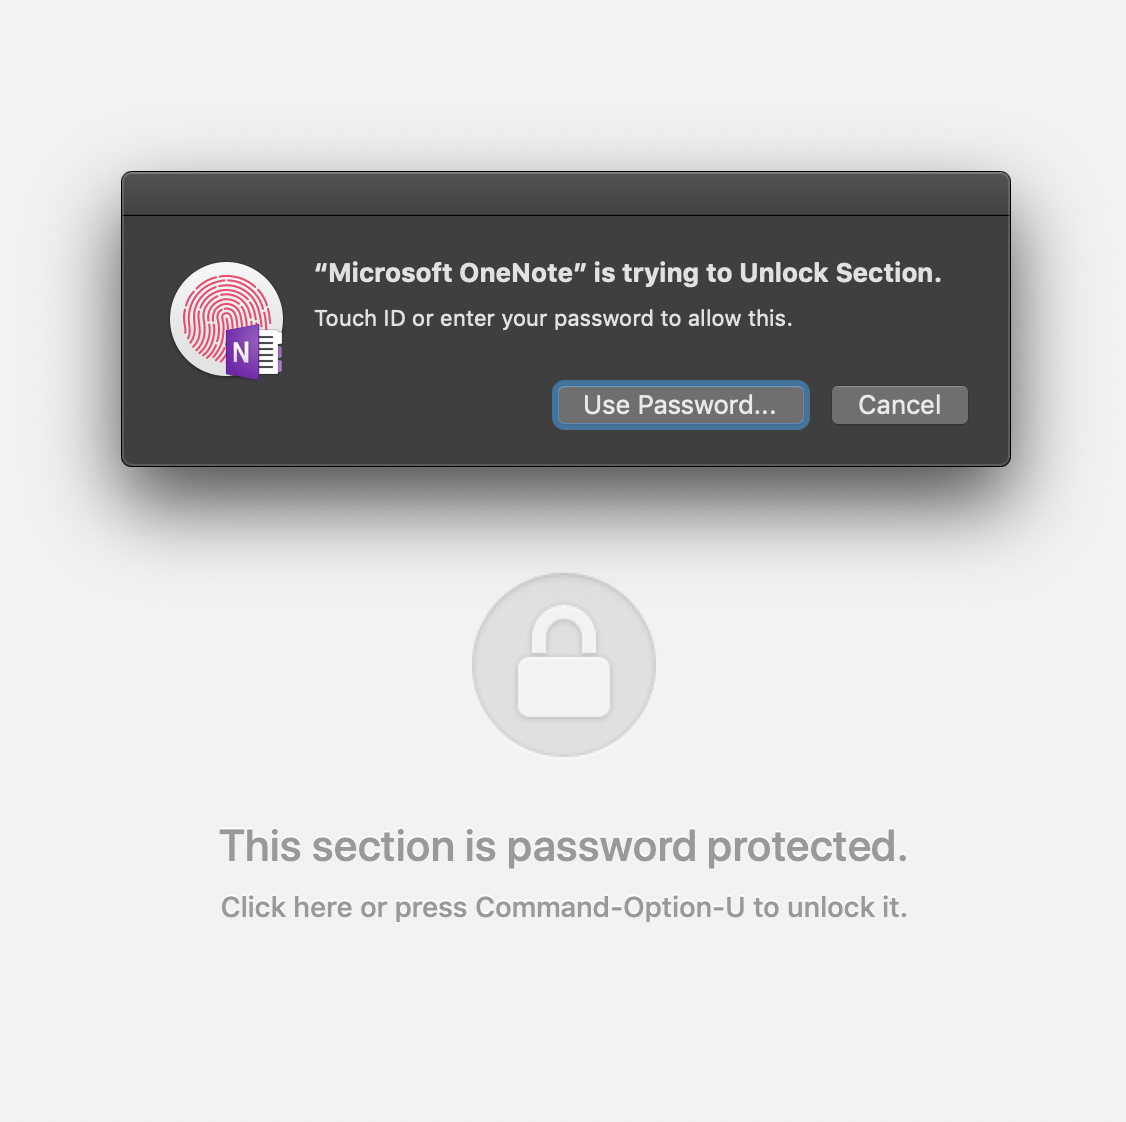 “Microsoft OneNote” is trying to Unlock Section.
Touch ID or enter your password to allow this.
N
Use Password...
Cancel
This section is password protected.
Click here or press Command-Option-U to unlock it.